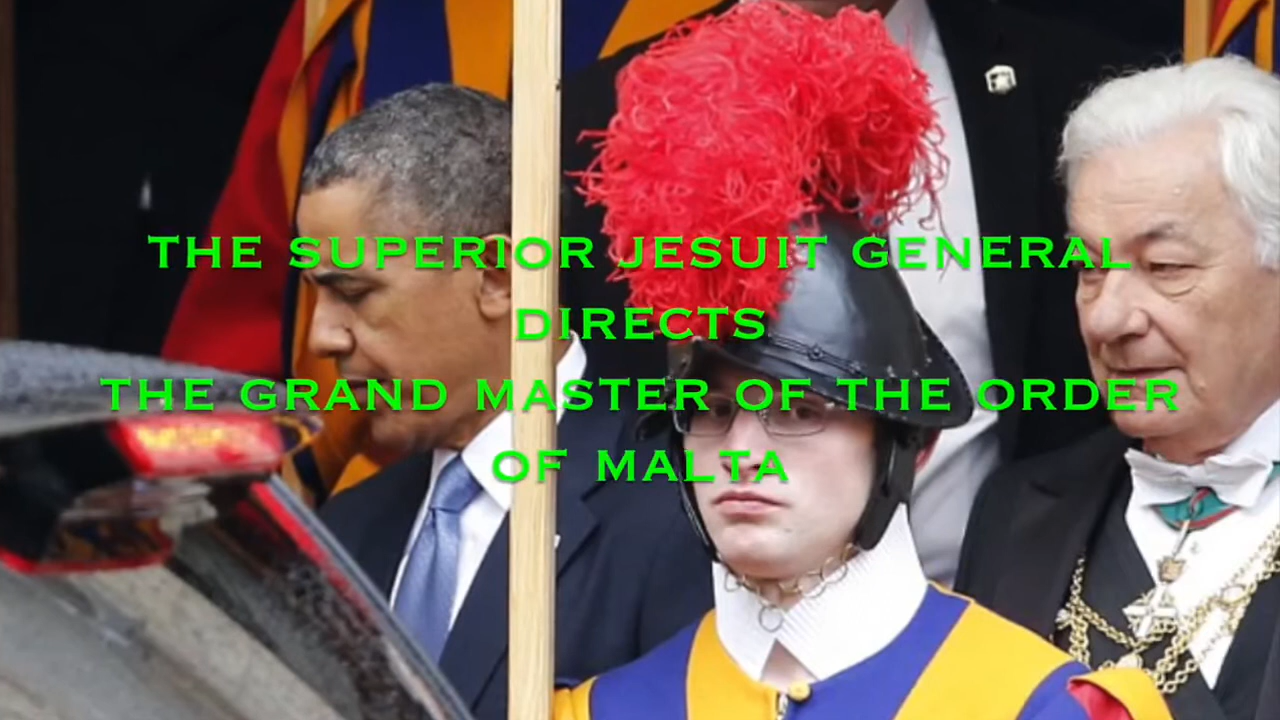 THE SUPERIOR JESUIT GENERAL
DIRECTS
THE GRAND MASTER OF THE ORDER
OF MALTA